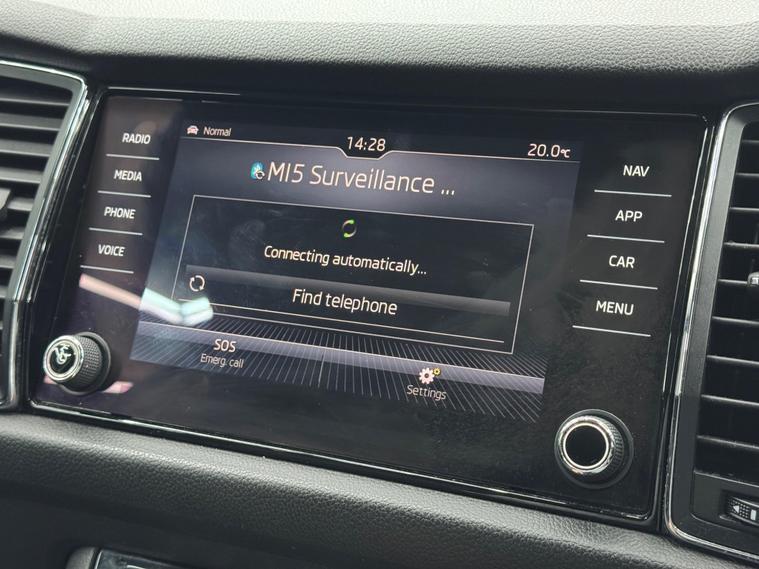 RADIO
MEDIA
PHONE
VOICE
Normal
14:28
20.0°C
MI5 Surveillance ...
Connecting automatically...
Find telephone
SOS
Emerg. call
Settings
NAV
APP
CAR
MENU